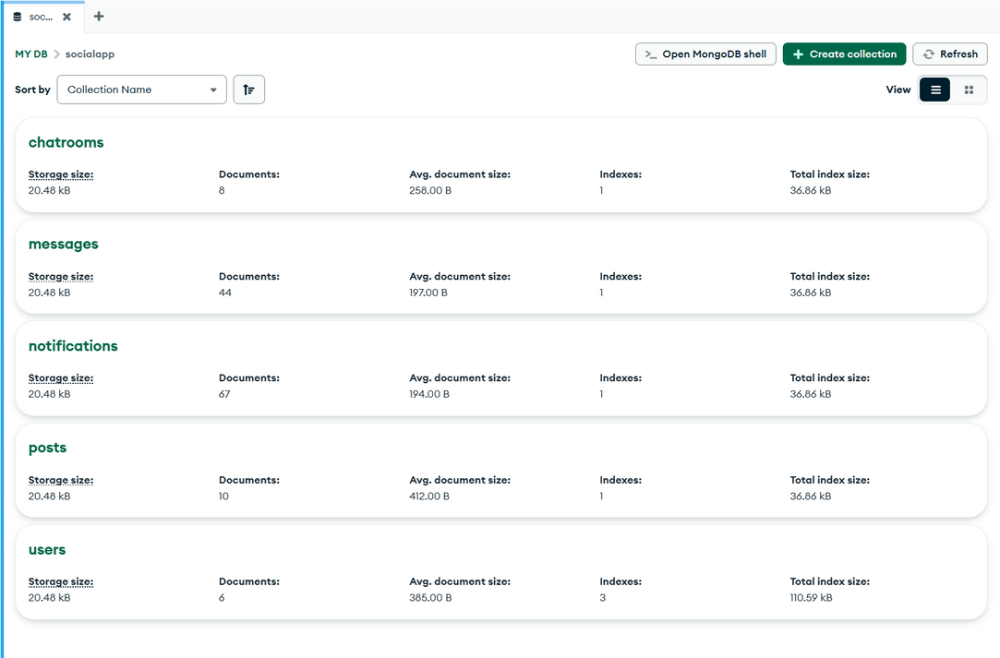 soc...
MY DB socialapp
>_ Open MongoDB shell
+ Create collection
Refresh
Sort by Collection Name
View
chatrooms
Storage size: Documents: Avg. document size: Indexes: Total index size:
20.48 kB 8 258.00 B 1 36.86 kB
messages
Storage size: Documents: Avg. document size: Indexes: Total index size:
20.48 kB 44 197.00 B 1 36.86 kB
notifications
Storage size: Documents: Avg. document size: Indexes: Total index size:
20.48 kB 67 194.00 B 1 36.86 kB
posts
Storage size: Documents: Avg. document size: Indexes: Total index size:
20.48 kB 10 412.00 B 1 36.86 kB
users
Storage size: Documents: Avg. document size: Indexes: Total index size:
20.48 kB 6 385.00 B 3 110.59 kB